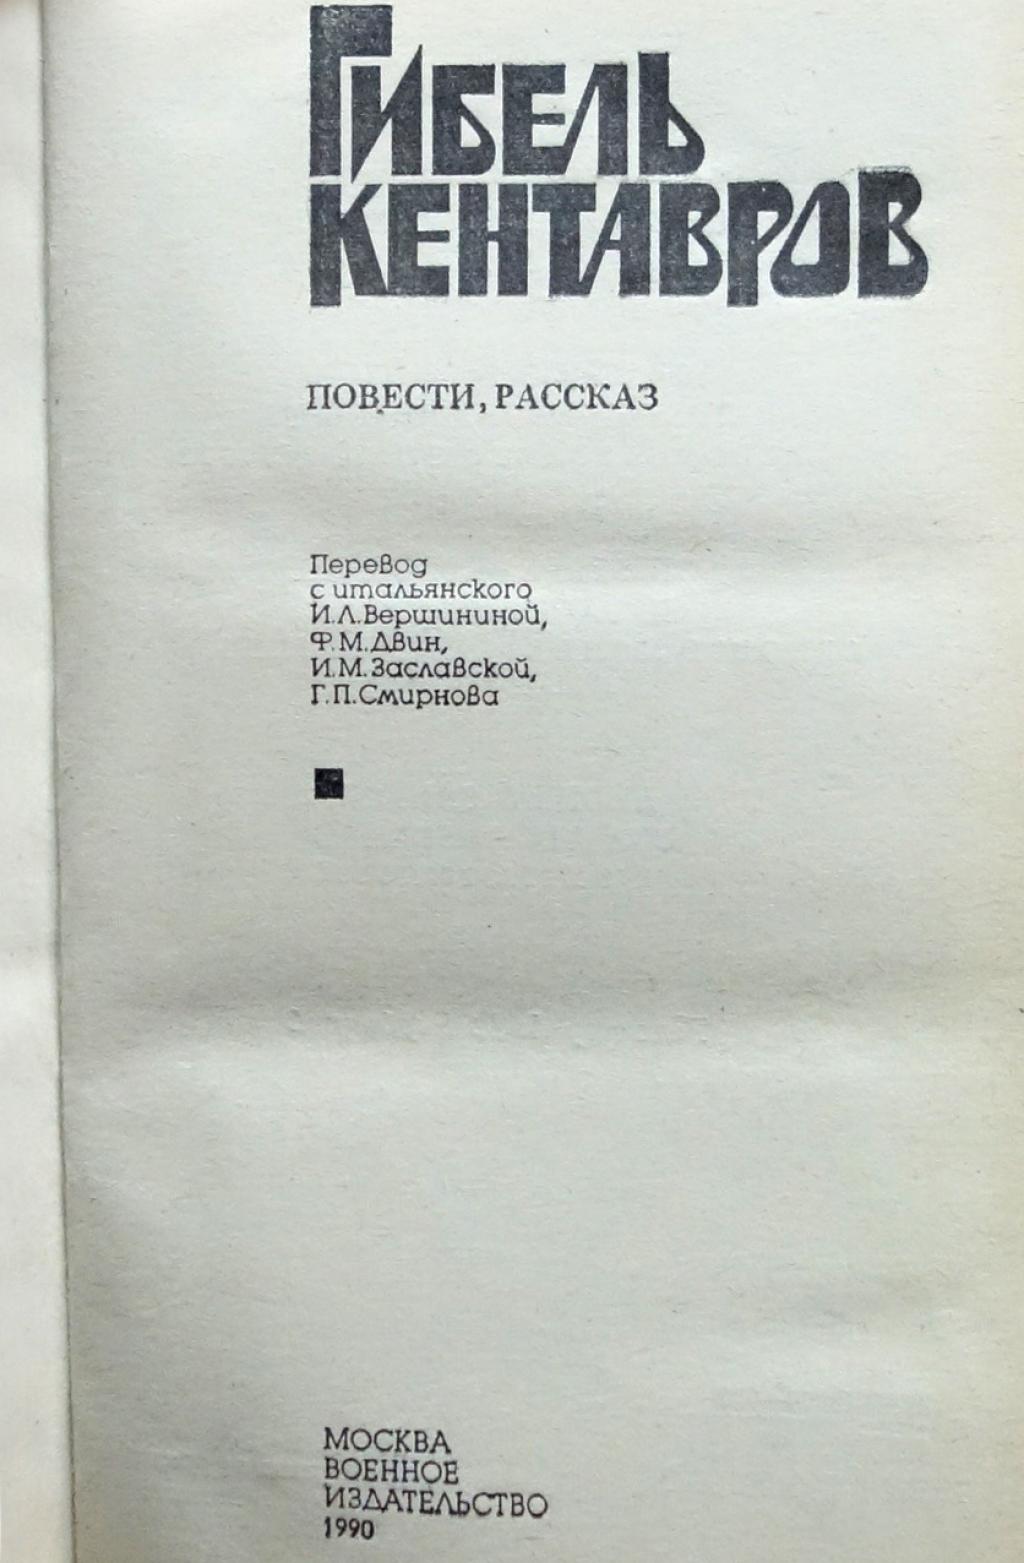 ГИБЕЛЬ
КЕНТАВРОВ
ПОВЕСТИ, РАССКАЗ
Перевод
с итальянского
И.Л.Вершининой,
Ф.М.Двин,
И.М.Заславской,
Г.П.Смирнова
МОСКВА
ВОЕННОЕ
ИЗДАТЕЛЬСТВО
1990